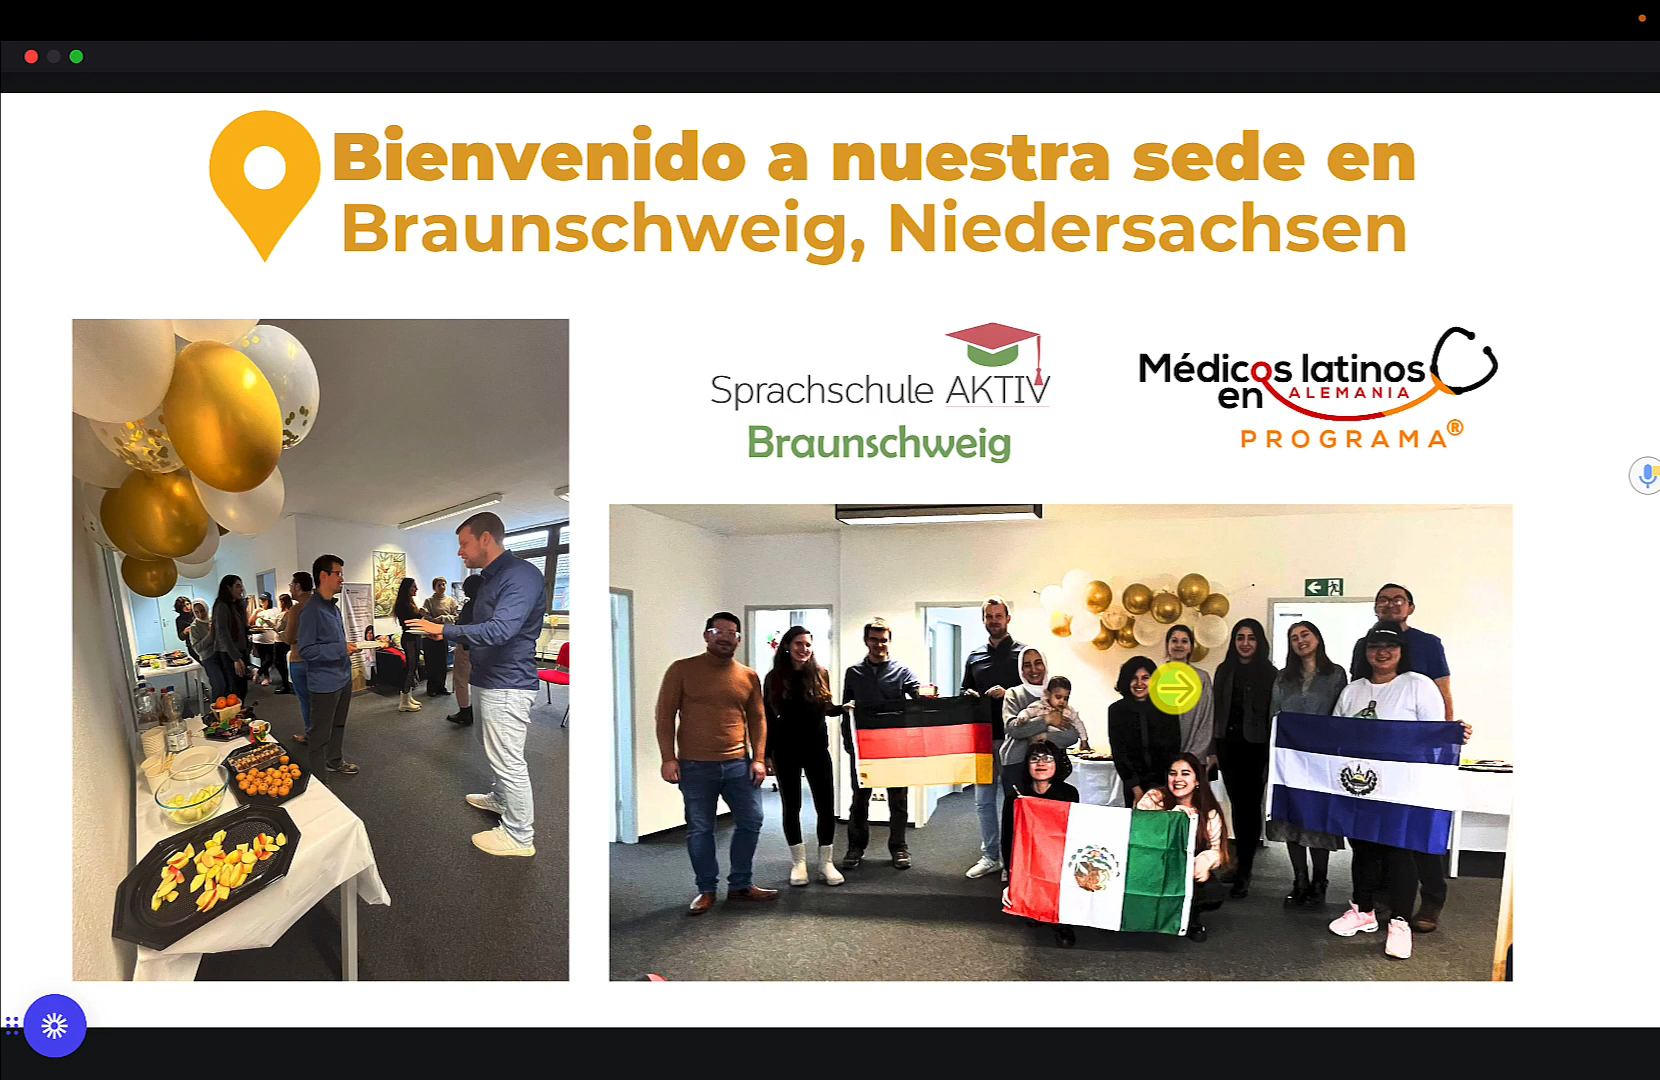 Bienvenido a nuestra sede en
Braunschweig, Niedersachsen
Sprachschule AKTIV
Braunschweig
Médicos latinos
en ALEMANIA
PROGRAMA®